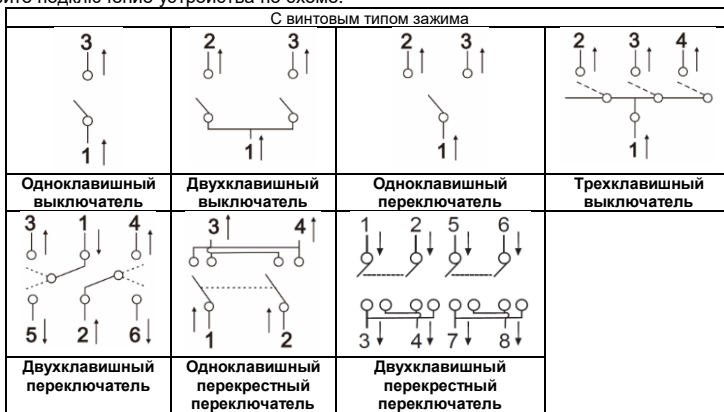 С винтовым типом зажима
3
1
2 3
1
2 3
1
2 3 4
1
Одноклавишный
выключатель
Двухклавишный
выключатель
Одноклавишный
переключатель
Трехклавишный
выключатель
3 1 4
5 2 6
3 4
1 2
1 2 5 6
3 4 7 8
Двухклавишный
переключатель
Одноклавишный
перекрестный
переключатель
Двухклавишный
перекрестный
переключатель